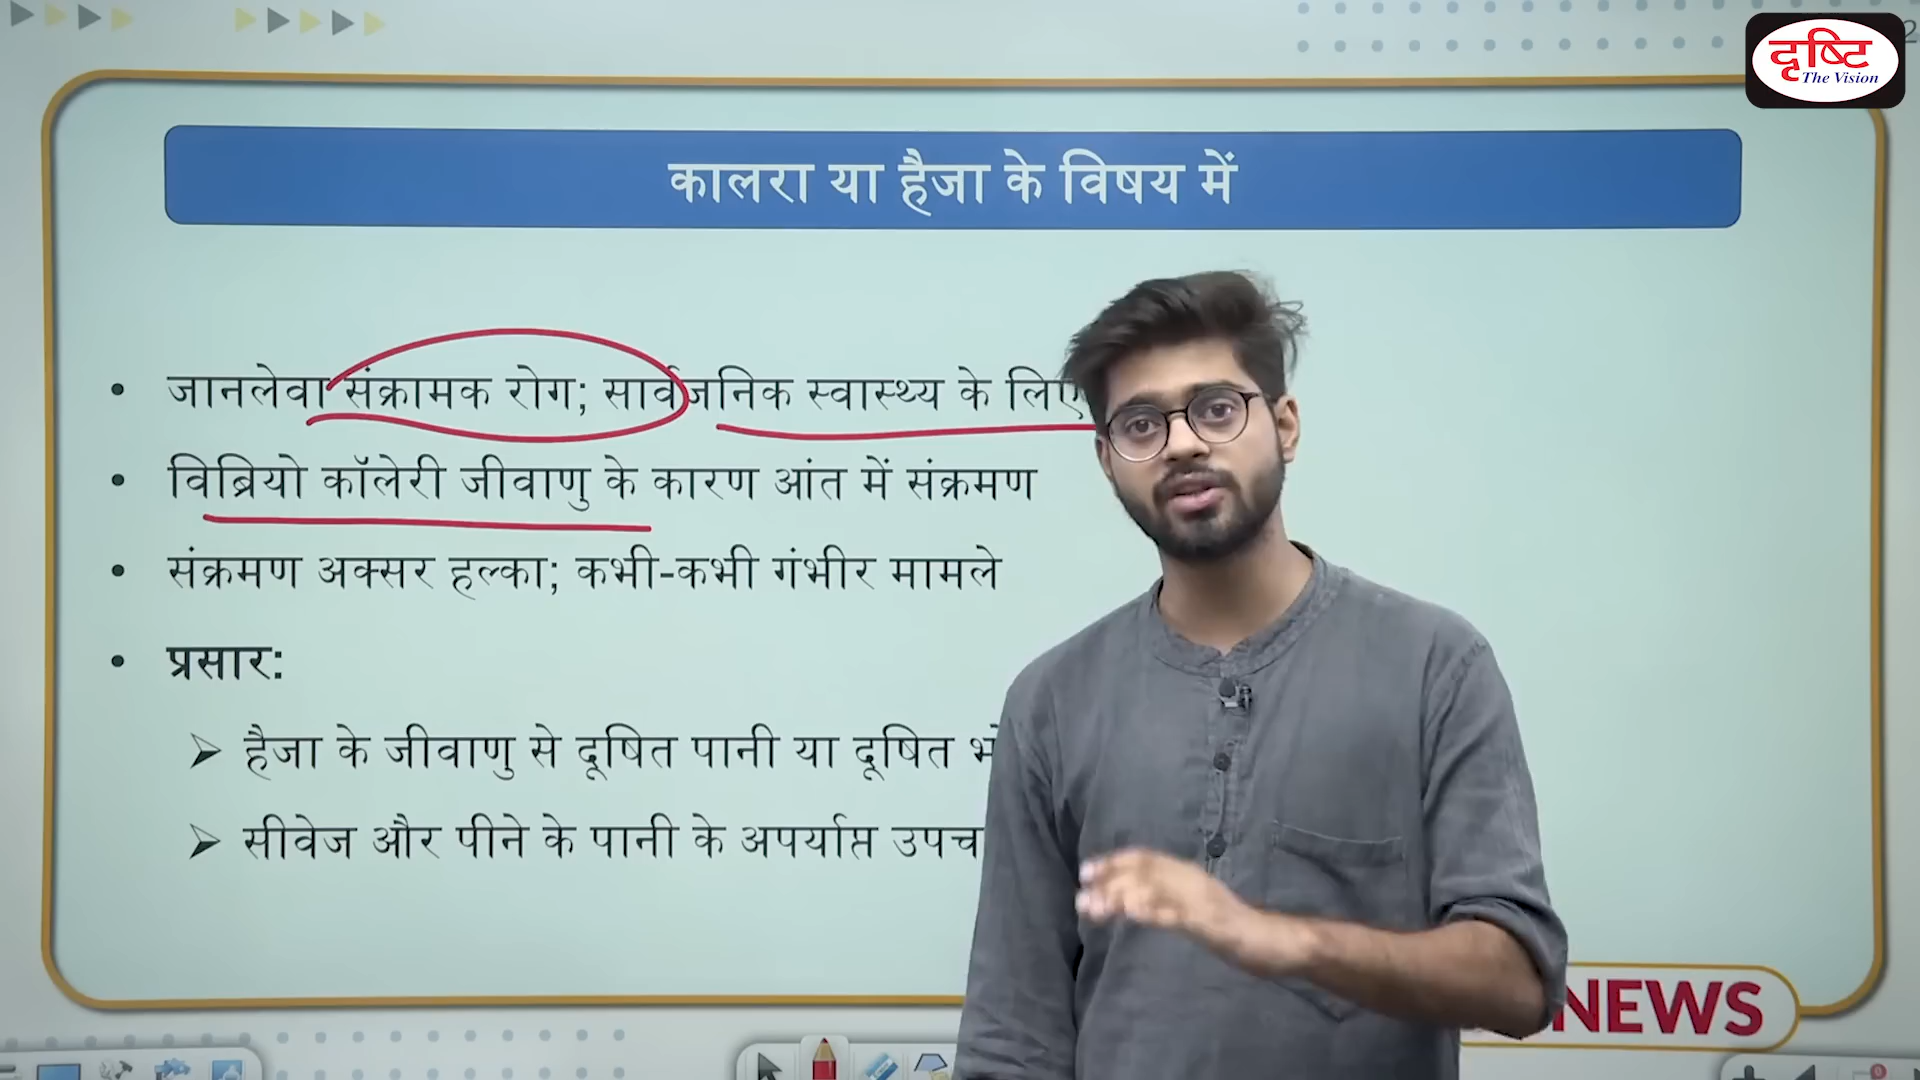 दृष्टि
The Vision
कालरा या हैजा के विषय में
• जानलेवा संक्रामक रोग; सार्वजनिक स्वास्थ्य के लिए
• विब्रियो कॉलेरी जीवाणु के कारण आंत में संक्रमण
• संक्रमण अक्सर हल्का; कभी-कभी गंभीर मामले
• प्रसार:
➢ हैजा के जीवाणु से दूषित पानी या दूषित
➢ सीवेज और पीने के पानी के अपर्याप्त
NEWS